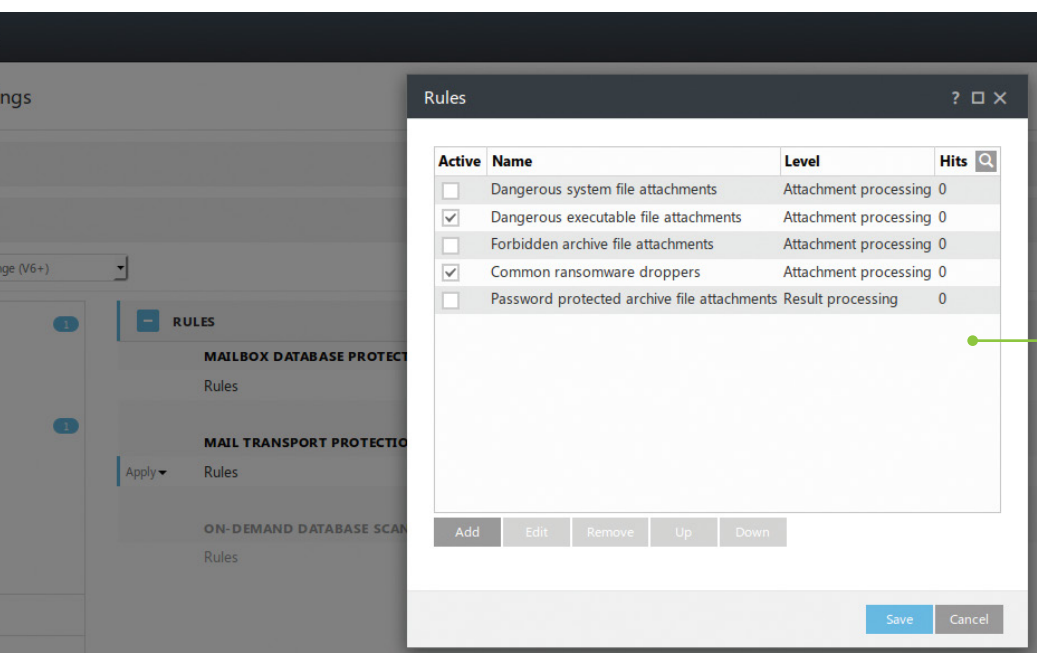 ngs
Rules ?
Active Name Level Hits
Dangerous system file attachments Attachment processing 0
Dangerous executable file attachments Attachment processing 0
Forbidden archive file attachments Attachment processing 0
Common ransomware droppers Attachment processing 0
Password protected archive file attachments Result processing 0
nge (V6+)
1
RULES
MAILBOX DATABASE PROTECT
Rules
1
MAIL TRANSPORT PROTECTIO
Apply Rules
ON-DEMAND DATABASE SCAN
Rules
Add Edit Remove Up Down
Save Cancel